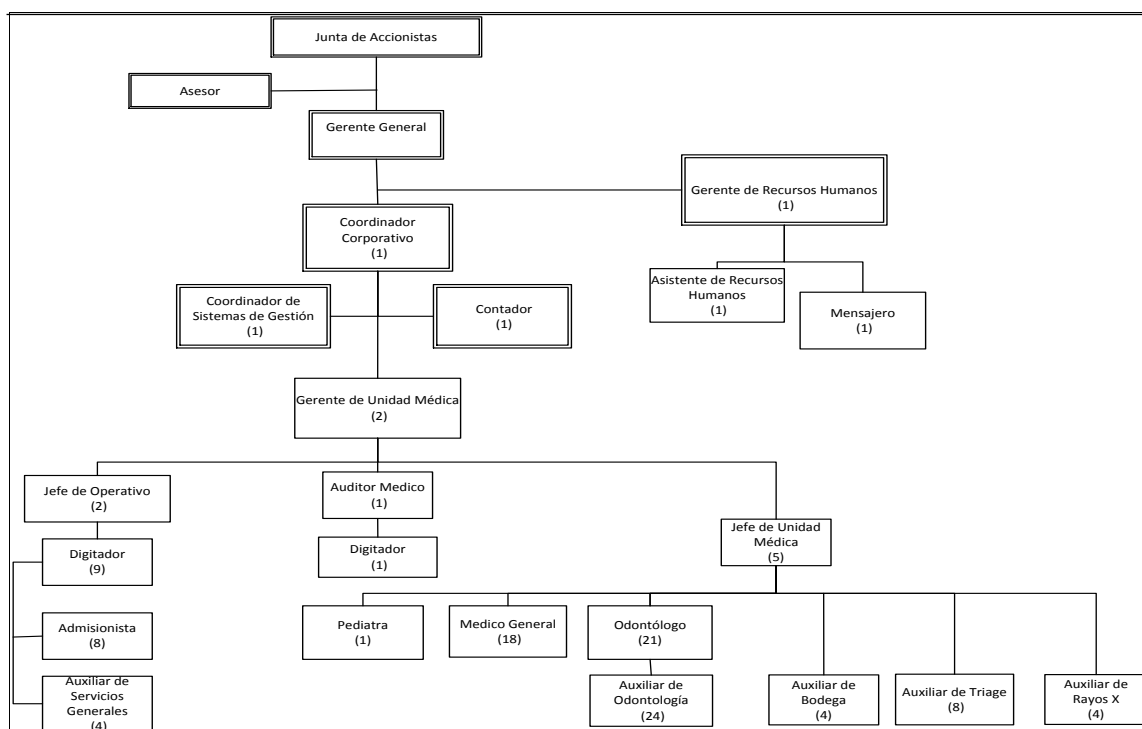 Junta de Accionistas
Asesor
Gerente General
Gerente de Recursos Humanos
(1)
Coordinador
Corporativo
(1)
Asistente de Recursos
Humanos
(1)
Mensajero
(1)
Coordinador de
Sistemas de Gestión
(1)
Contador
(1)
Gerente de Unidad Médica
(2)
Jefe de Operativo
(2)
Auditor Medico
(1)
Jefe de Unidad
Médica
(5)
Digitador
(9)
Digitador
(1)
Admisionista
(8)
Pediatra
(1)
Medico General
(18)
Odontólogo
(21)
Auxiliar de
Servicios
Generales
(4)
Auxiliar de
Odontología
(24)
Auxiliar de
Bodega
(4)
Auxiliar de Triage
(8)
Auxiliar de
Rayos X
(4)